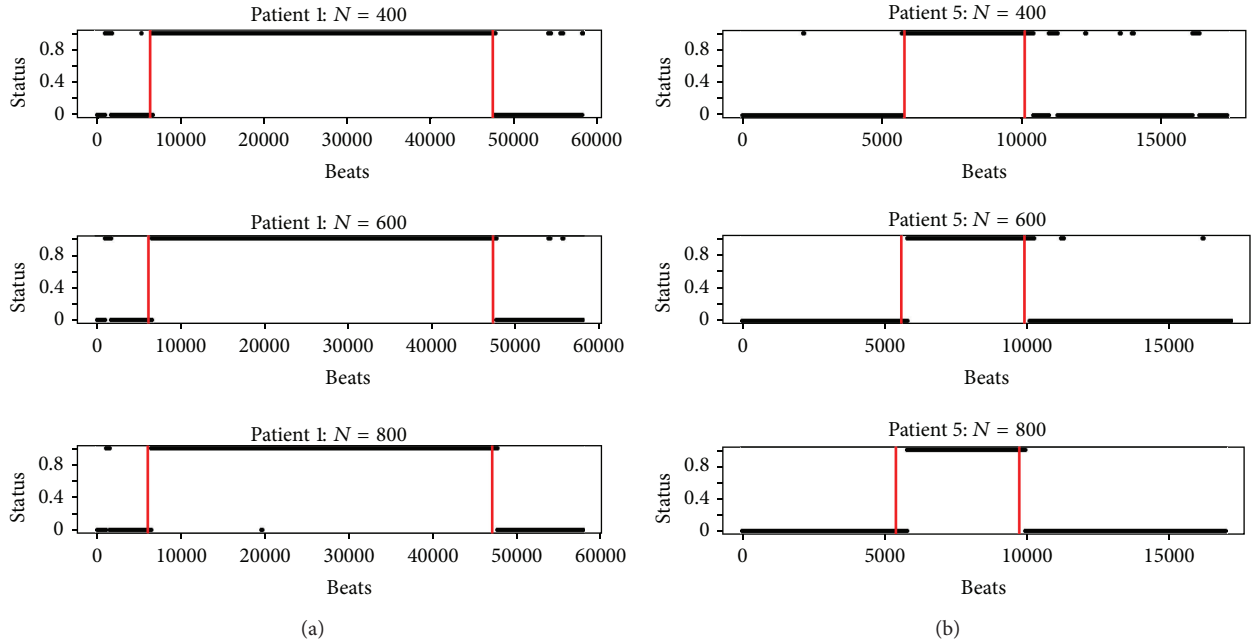 Patient 1: N = 400
Status
0.8
0.4
0
0 10000 20000 30000 40000 50000 60000
Beats
Patient 1: N = 600
Status
0.8
0.4
0
0 10000 20000 30000 40000 50000 60000
Beats
Patient 1: N = 800
Status
0.8
0.4
0
0 10000 20000 30000 40000 50000 60000
Beats
(a)
Patient 5: N = 400
Status
0.8
0.4
0
0 5000 10000 15000
Beats
Patient 5: N = 600
Status
0.8
0.4
0
0 5000 10000 15000
Beats
Patient 5: N = 800
Status
0.8
0.4
0
0 5000 10000 15000
Beats
(b)